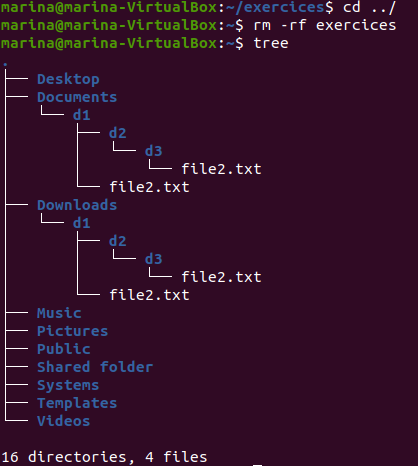 marina@marina-VirtualBox:~/exercices$ cd ../
marina@marina-VirtualBox:~$ rm -rf exercices
marina@marina-VirtualBox:~$ tree
.
├── Desktop
├── Documents
│   └── d1
│       ├── d2
│       │   └── d3
│       │       └── file2.txt
│       └── file2.txt
├── Downloads
│   └── d1
│       ├── d2
│       │   └── d3
│       │       └── file2.txt
│       └── file2.txt
├── Music
├── Pictures
├── Public
├── Shared folder
├── Systems
├── Templates
└── Videos
16 directories, 4 files